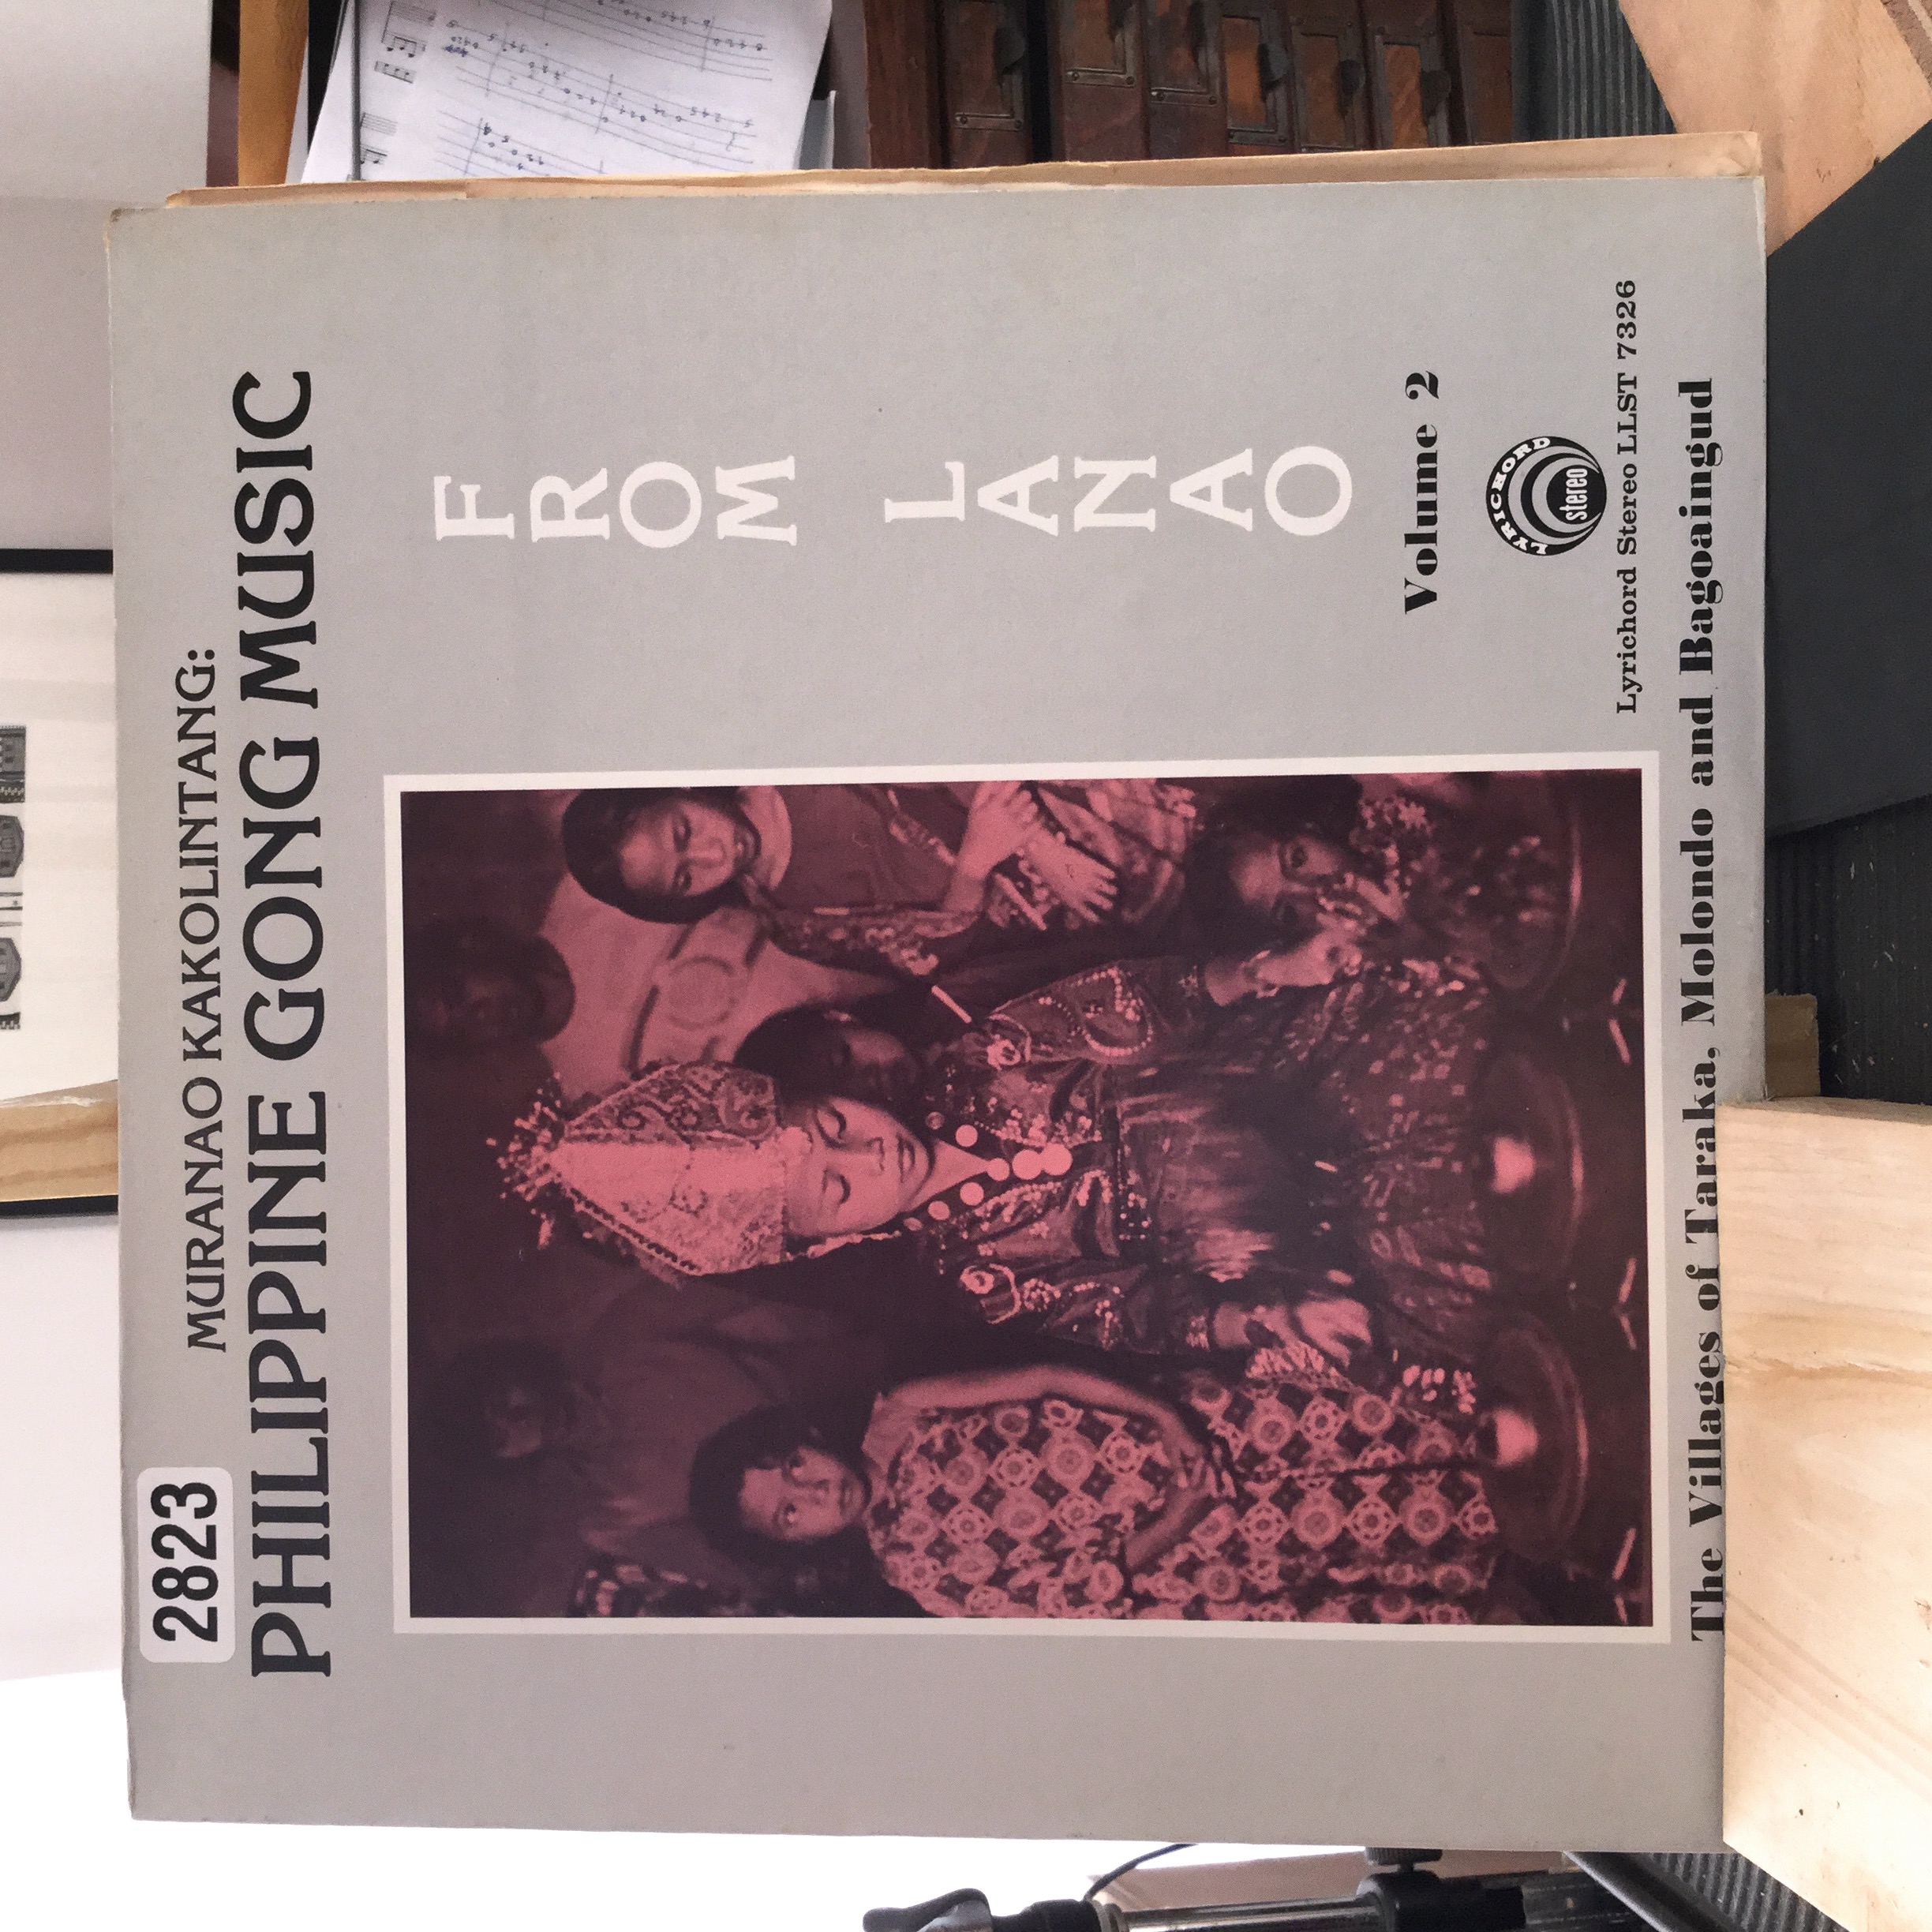 2823
MURANAO KAKOLINTANG:
PHILIPPINE GONG MUSIC
FROM
LANAO
Volume 2
LYRICHORD
stereo
Lyrichord Stereo LLST 7326
The Villages of Taraka, Molondo and Bagoaingud